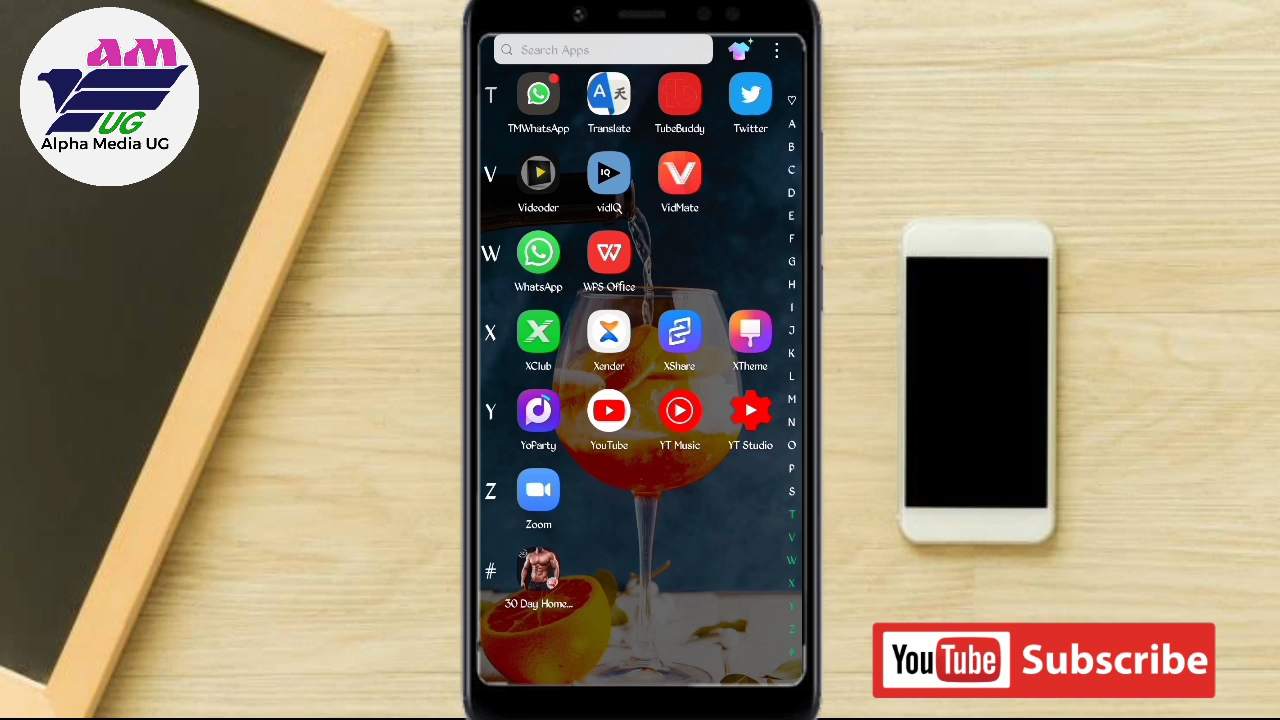 AM
UG
Alpha Media UG
Search Apps
T
TMWhatsApp
Translate
TubeBuddy
Twitter
V
Videoder
vidIQ
VidMate
W
WhatsApp
WPS Office
X
XClub
Xender
XShare
XTheme
Y
YoParty
YouTube
YT Music
YT Studio
Z
Zoom
#
30 Day Home...
A
B
C
D
E
F
G
H
I
J
K
L
M
N
O
P
S
T
V
W
X
Y
Z
#
YouTube Subscribe